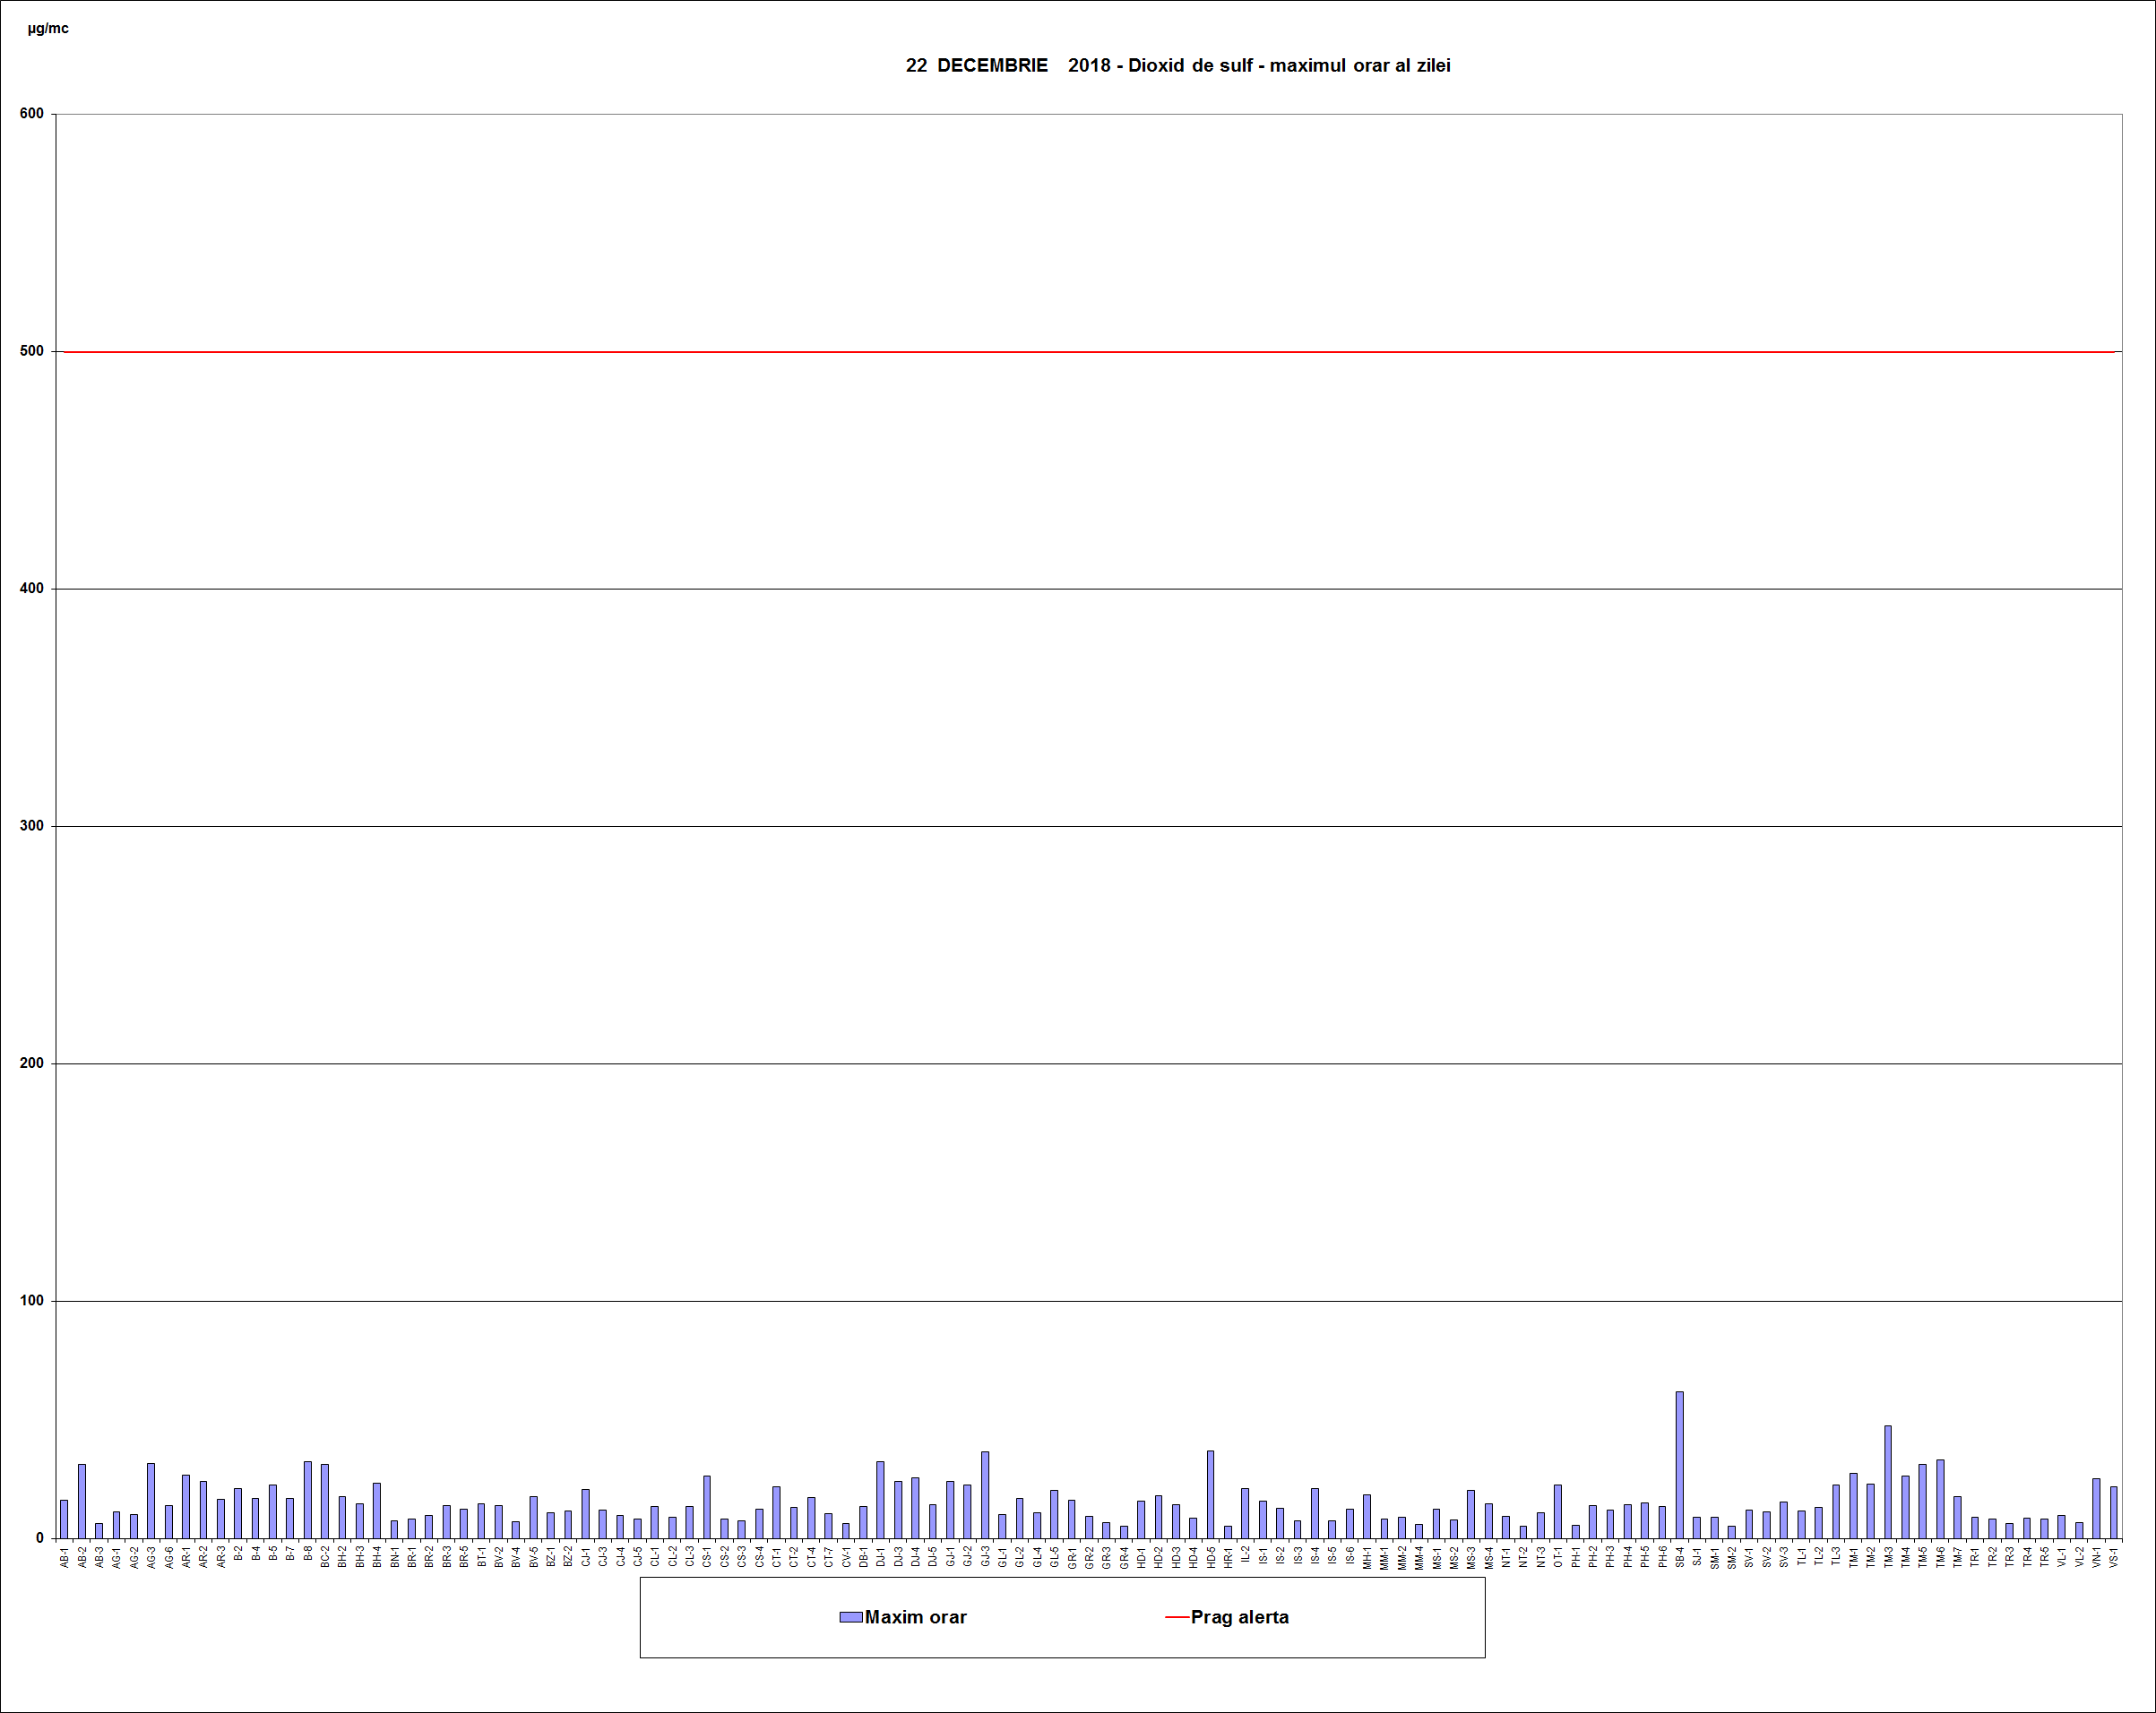 µg/mc
22 DECEMBRIE 2018 - Dioxid de sulf - maximul orar al zilei
600
500
400
300
200
100
0
AB-1
AB-2
AB-3
AG-1
AG-2
AG-3
AG-6
AR-1
AR-2
AR-3
B-2
B-4
B-5
B-7
B-8
BC-2
BH-2
BH-3
BH-4
BN-1
BR-1
BR-2
BR-3
BR-5
BT-1
BV-2
BV-4
BV-5
BZ-1
BZ-2
CJ-1
CJ-3
CJ-4
CJ-5
CL-1
CL-2
CL-3
CS-1
CS-2
CS-3
CS-4
CT-1
CT-2
CT-4
CT-7
CV-1
DB-1
DJ-1
DJ-3
DJ-4
DJ-5
GJ-1
GJ-2
GJ-3
GL-1
GL-2
GL-4
GL-5
GR-1
GR-2
GR-3
GR-4
HD-1
HD-2
HD-3
HD-4
HD-5
HR-1
IL-2
IS-1
IS-2
IS-3
IS-4
IS-5
IS-6
MH-1
MM-1
MM-2
MM-4
MS-1
MS-2
MS-3
MS-4
NT-1
NT-2
NT-3
OT-1
PH-1
PH-2
PH-3
PH-4
PH-5
PH-6
SB-4
SJ-1
SM-1
SM-2
SV-1
SV-2
SV-3
TL-1
TL-2
TL-3
TM-1
TM-2
TM-3
TM-4
TM-5
TM-6
TM-7
TR-1
TR-2
TR-3
TR-4
TR-5
VL-1
VL-2
VN-1
VS-1
Maxim orar
Prag alerta